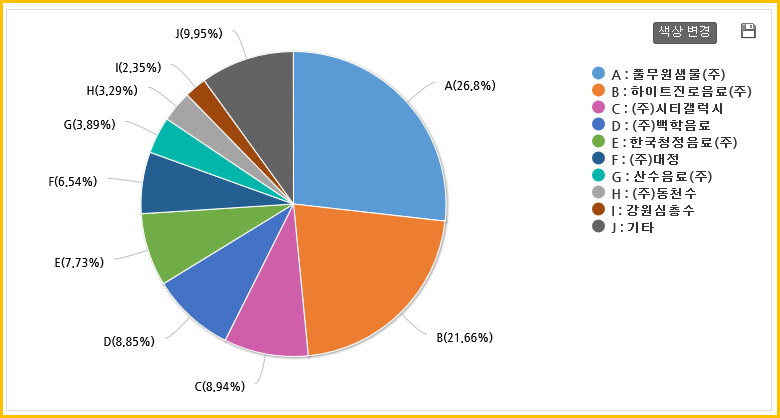 색상 변경
J(9,95%)
I(2,35%)
H(3,29%)
G(3,89%)
F(6,54%)
E(7,73%)
D(8,85%)
C(8,94%)
B(21,66%)
A(26,8%)
A : 풀무원샘물(주)
B : 하이트진로음료(주)
C : (주)시티갤럭시
D : (주)백학음료
E : 한국청정음료(주)
F : (주)대정
G : 산수음료(주)
H : (주)동천수
I : 강원심층수
J : 기타